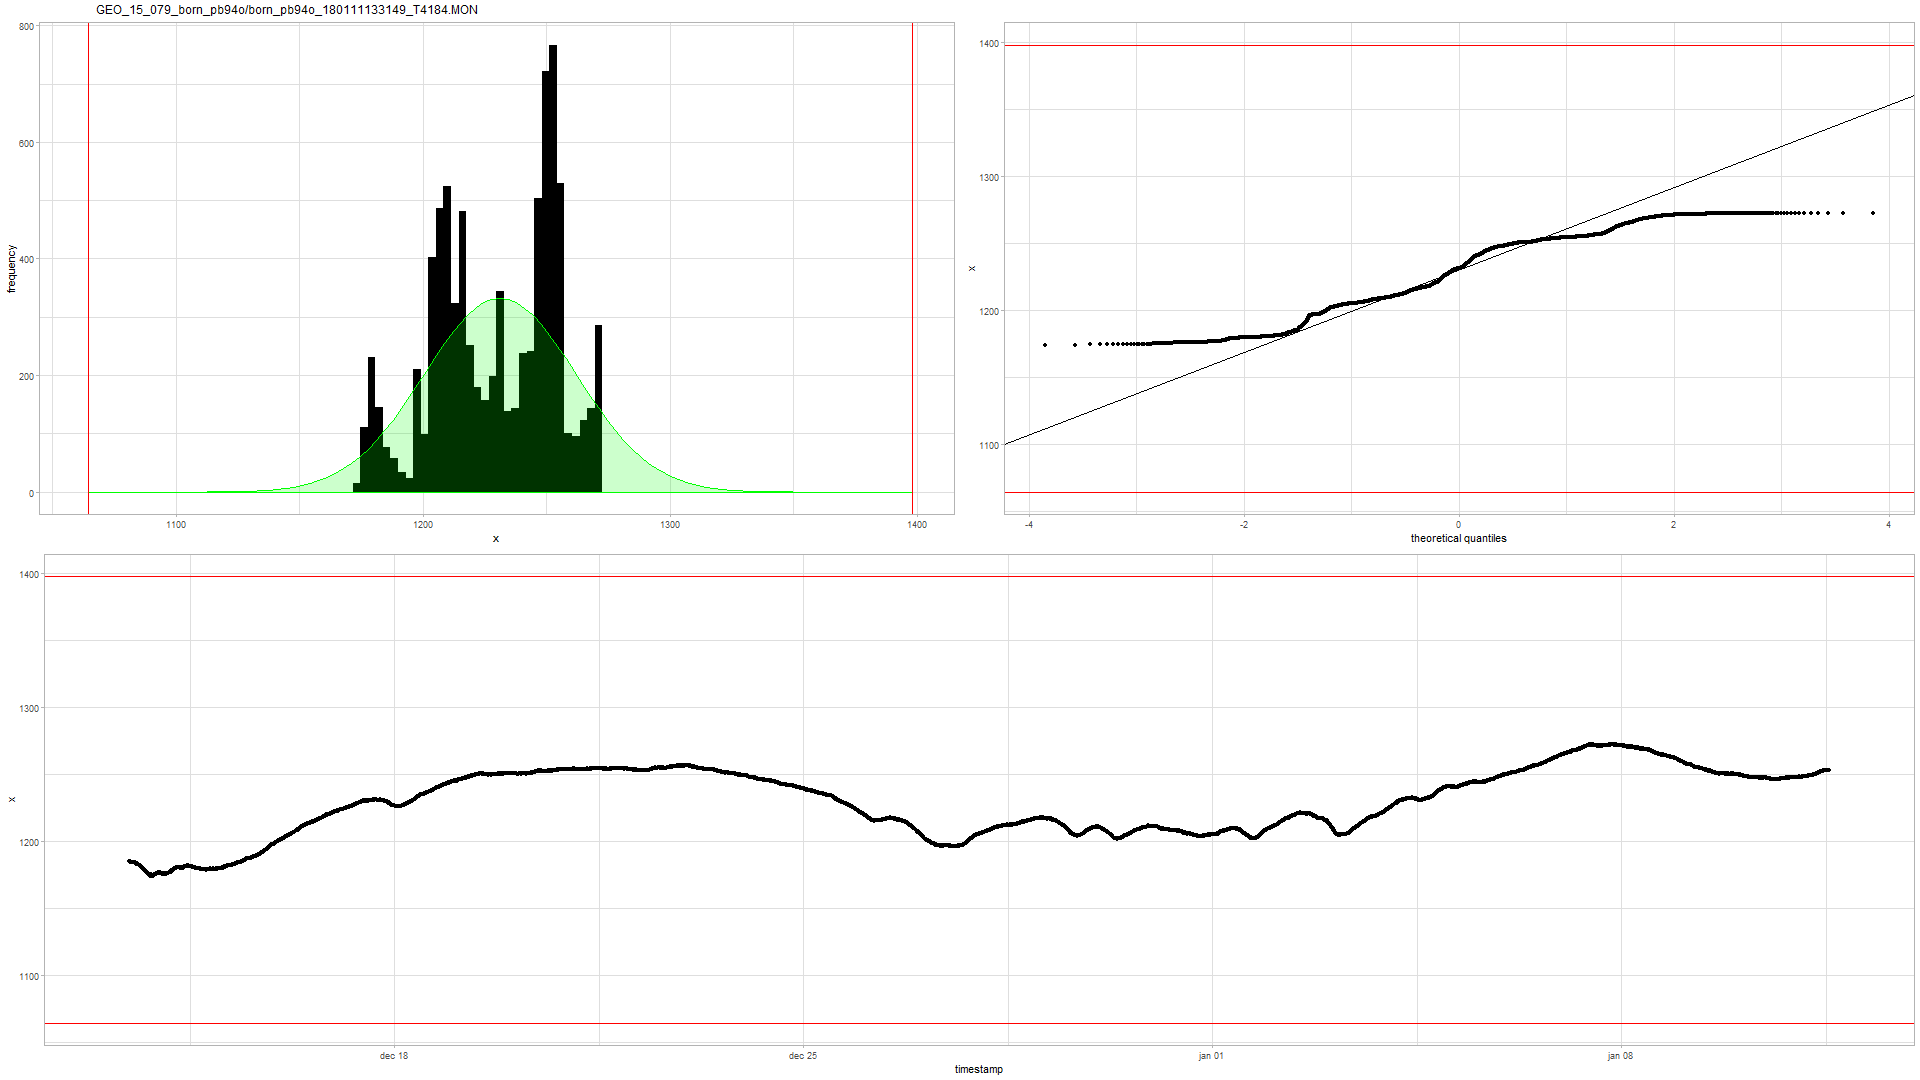 GEO_15_079_born_pb94o/born_pb94o_180111133149_T4184.MON
800
600
400
200
0
frequency
1100
1200
1300
1400
x
1400
1300
1200
1100
x
-4
-2
0
2
4
theoretical quantiles
1400
1300
1200
1100
x
dec 18
dec 25
jan 01
jan 08
timestamp